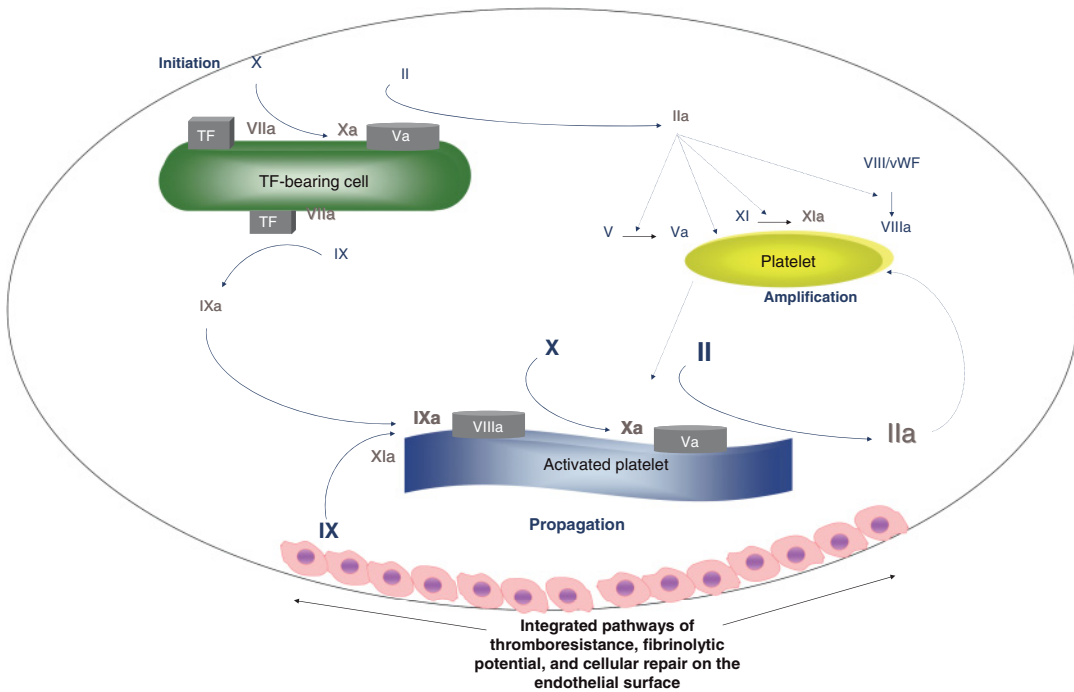 Initiation
X
II
TF
VIIa
Xa
Va
IIa
TF-bearing cell
TF
VIIa
VIII/vWF
V
Va
XI
XIa
VIIIa
IX
Platelet
Amplification
IXa
X
II
IXa
VIIIa
Xa
Va
IIa
XIa
Activated platelet
IX
Propagation
Integrated pathways of
thromboresistance, fibrinolytic
potential, and cellular repair on the
endothelial surface